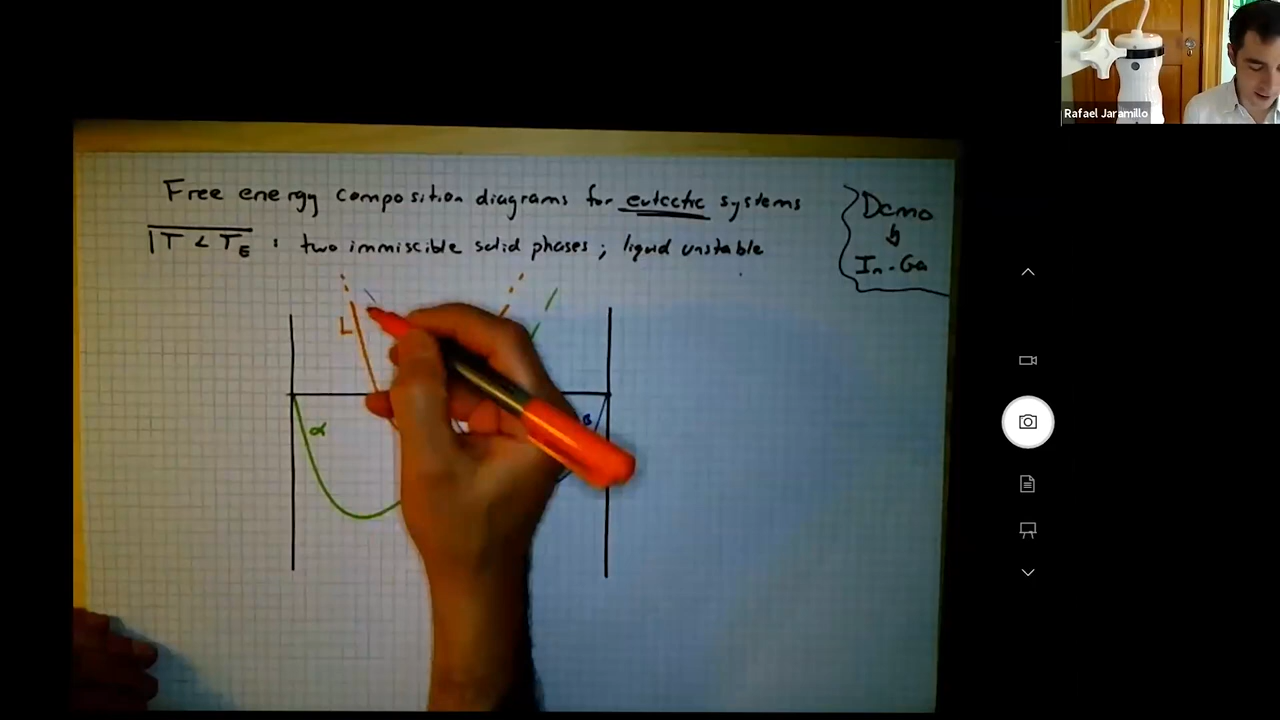 Free energy composition diagrams for eutectic systems
T < T_E : two immiscible solid phases ; liquid unstable
Demo
↓
In-Ga
L
α
β
Rafael Jaramillo